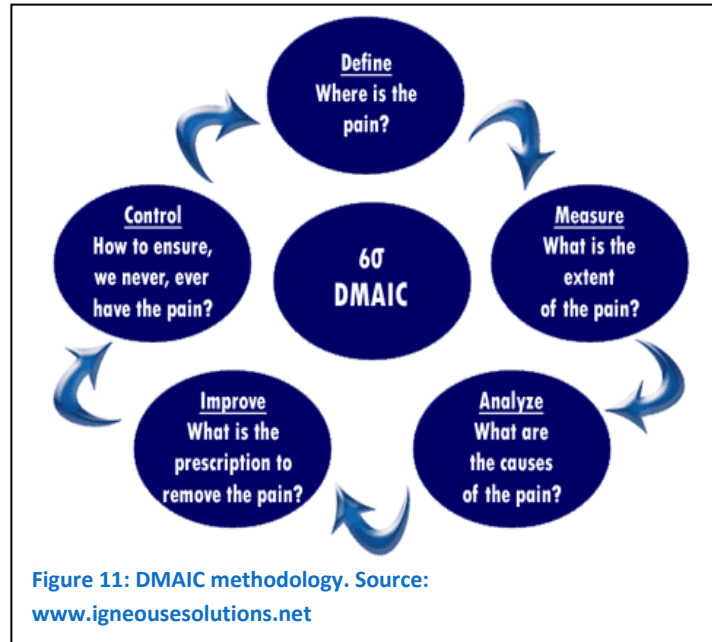 Define
Where is the
pain?
Measure
What is the
extent
of the pain?
Analyze
What are
the causes
of the pain?
Improve
What is the
prescription to
remove the pain?
Control
How to ensure,
we never, ever
have the pain?
6σ
DMAIC
Figure 11: DMAIC methodology. Source:
www.igneousesolutions.net